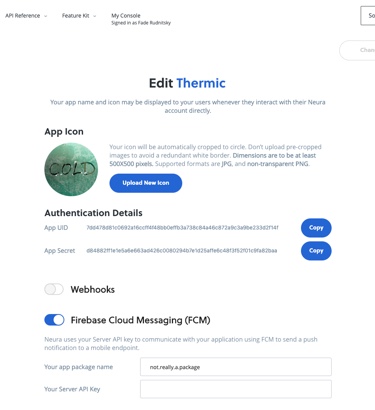 API Reference
Feature Kit
My Console
Signed in as Fade Rudnitsky
So
Chan
Edit Thermic
Your app name and icon may be displayed to your users whenever they interact with their Neura
account directly.
App Icon
COLD
Your icon will be automatically cropped to circle. Don't upload pre-cropped
images to avoid a redundant white border. Dimensions are to be at least
500X500 pixels. Supported formats are JPG, and non-transparent PNG.
Upload New Icon
Authentication Details
App UID
Copy
App Secret
Copy
Webhooks
Firebase Cloud Messaging (FCM)
Neura uses your Server API key to communicate with your application using FCM to send a push
notification to a mobile endpoint.
Your app package name
not.really.a.package
Your Server API Key